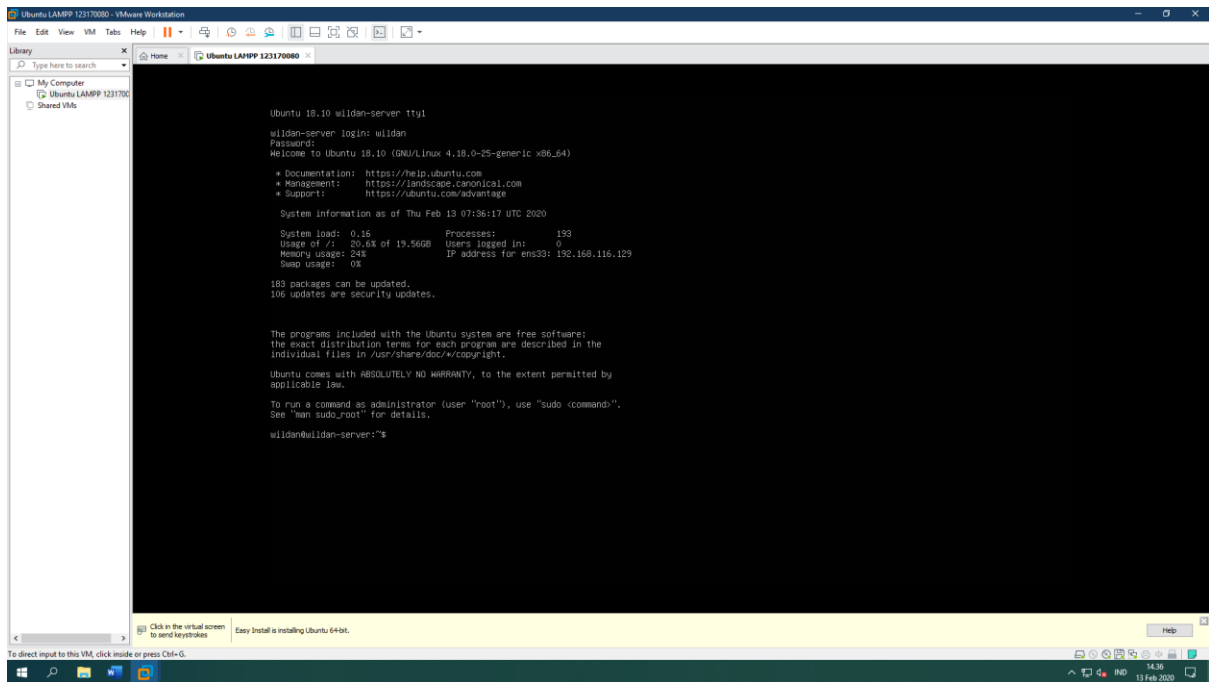 Ubuntu LAMPP 123170080 - VMware Workstation
File Edit View VM Tabs Help
Library
Type here to search
My Computer
Ubuntu LAMPP 1231700
Shared VMs
Home
Ubuntu LAMPP 123170080
Ubuntu 18.10 wildan-server tty1
wildan-server login: wildan
Password:
Welcome to Ubuntu 18.10 (GNU/Linux 4.18.0-25-generic x86_64)
* Documentation: https://help.ubuntu.com
* Management: https://landscape.canonical.com
* Support: https://ubuntu.com/advantage
System information as of Thu Feb 13 07:36:17 UTC 2020
System load: 0.16 Processes: 193
Usage of /: 20.6% of 19.56GB Users logged in: 0
Memory usage: 24% IP address for ens33: 192.168.116.129
Swap usage: 0%
183 packages can be updated.
106 updates are security updates.
The programs included with the Ubuntu system are free software;
the exact distribution terms for each program are described in the
individual files in /usr/share/doc/*/copyright.
Ubuntu comes with ABSOLUTELY NO WARRANTY, to the extent permitted by
applicable law.
To run a command as administrator (user "root"), use "sudo <command>".
See "man sudo_root" for details.
wildan@wildan-server:~$
Click in the virtual screen
to send keystrokes
Easy Install is installing Ubuntu 64-bit.
Help
To direct input to this VM, click inside or press Ctrl+G.
IND
14.36
13 Feb 2020